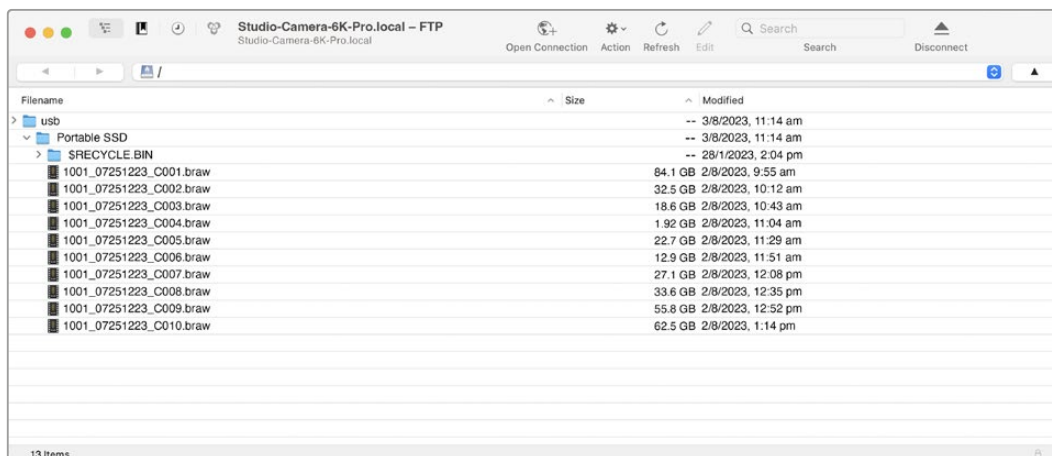 Studio-Camera-6K-Pro.local – FTP
Studio-Camera-6K-Pro.local
Open Connection Action Refresh Edit Search Disconnect
Search
/
Filename Size Modified
usb -- 3/8/2023, 11:14 am
Portable SSD -- 3/8/2023, 11:14 am
$RECYCLE.BIN -- 28/1/2023, 2:04 pm
1001_07251223_C001.braw 84.1 GB 2/8/2023, 9:55 am
1001_07251223_C002.braw 32.5 GB 2/8/2023, 10:12 am
1001_07251223_C003.braw 18.6 GB 2/8/2023, 10:43 am
1001_07251223_C004.braw 1.92 GB 2/8/2023, 11:04 am
1001_07251223_C005.braw 22.7 GB 2/8/2023, 11:29 am
1001_07251223_C006.braw 12.9 GB 2/8/2023, 11:51 am
1001_07251223_C007.braw 27.1 GB 2/8/2023, 12:08 pm
1001_07251223_C008.braw 33.6 GB 2/8/2023, 12:35 pm
1001_07251223_C009.braw 55.8 GB 2/8/2023, 12:52 pm
1001_07251223_C010.braw 62.5 GB 2/8/2023, 1:14 pm
13 Items